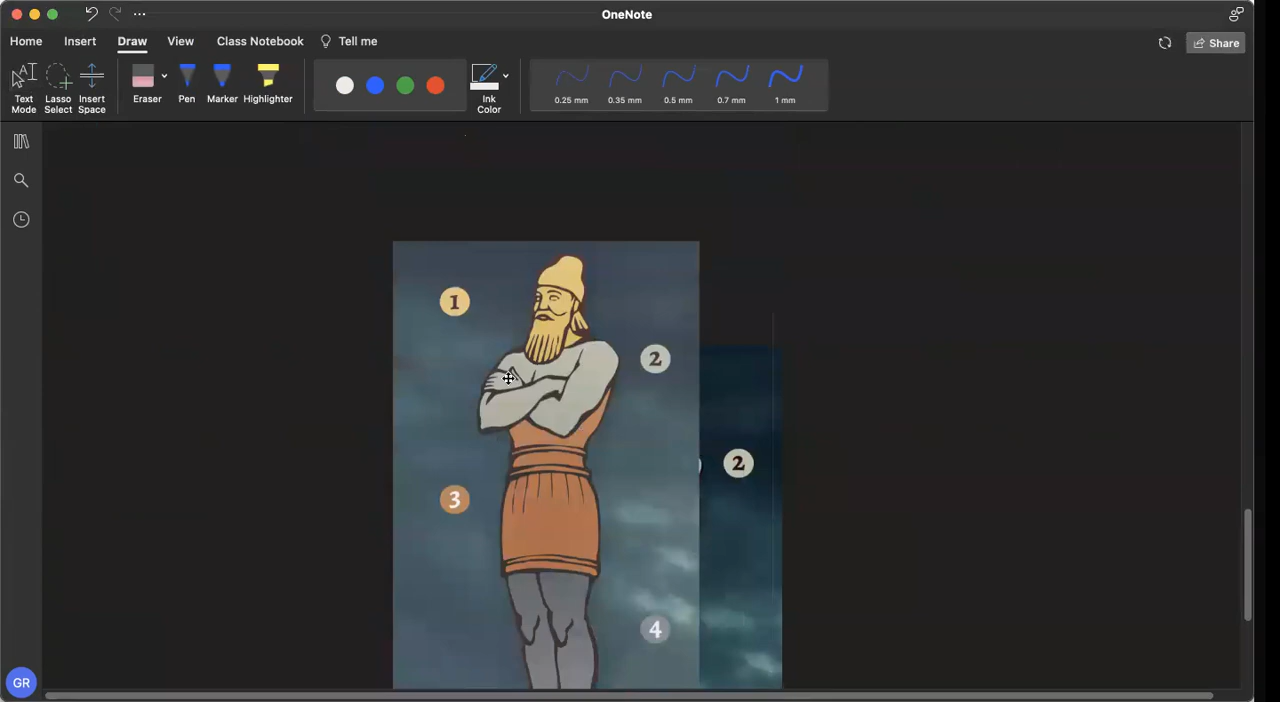 OneNote
Home Insert Draw View Class Notebook Tell me
Share
Text Mode
Lasso Select
Insert Space
Eraser
Pen
Marker
Highlighter
Ink Color
0.25 mm
0.35 mm
0.5 mm
0.7 mm
1 mm
1
2
2
3
4
GR